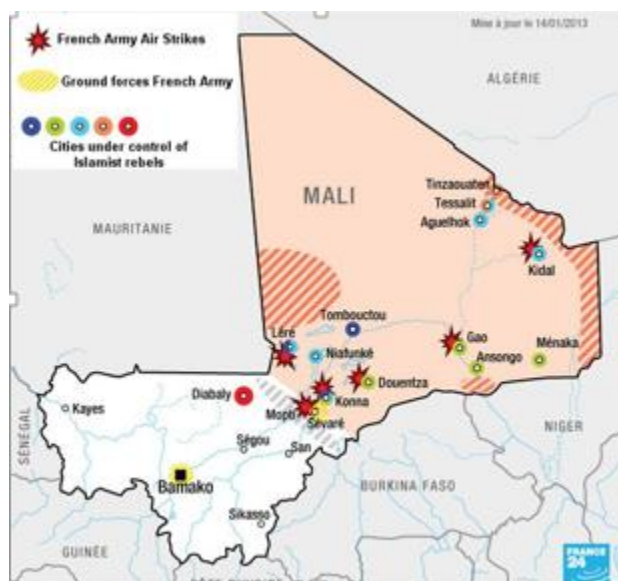 Mise à jour le 14/01/2013
French Army Air Strikes
Ground forces French Army
Cities under control of
Islamist rebels
ALGÉRIE
MALI
MAURITANIE
Tinzaouaten
Tessalit
Aguelhok
Kidal
Tombouctou
Léré
Niafunké
Gao
Ansongo
Ménaka
Douentza
Konna
Mopti
Sévaré
Diabaly
Kayes
Ségou
San
Bamako
Sikasso
SÉNÉGAL
NIGER
BURKINA FASO
GUINÉE
FRANCE
24